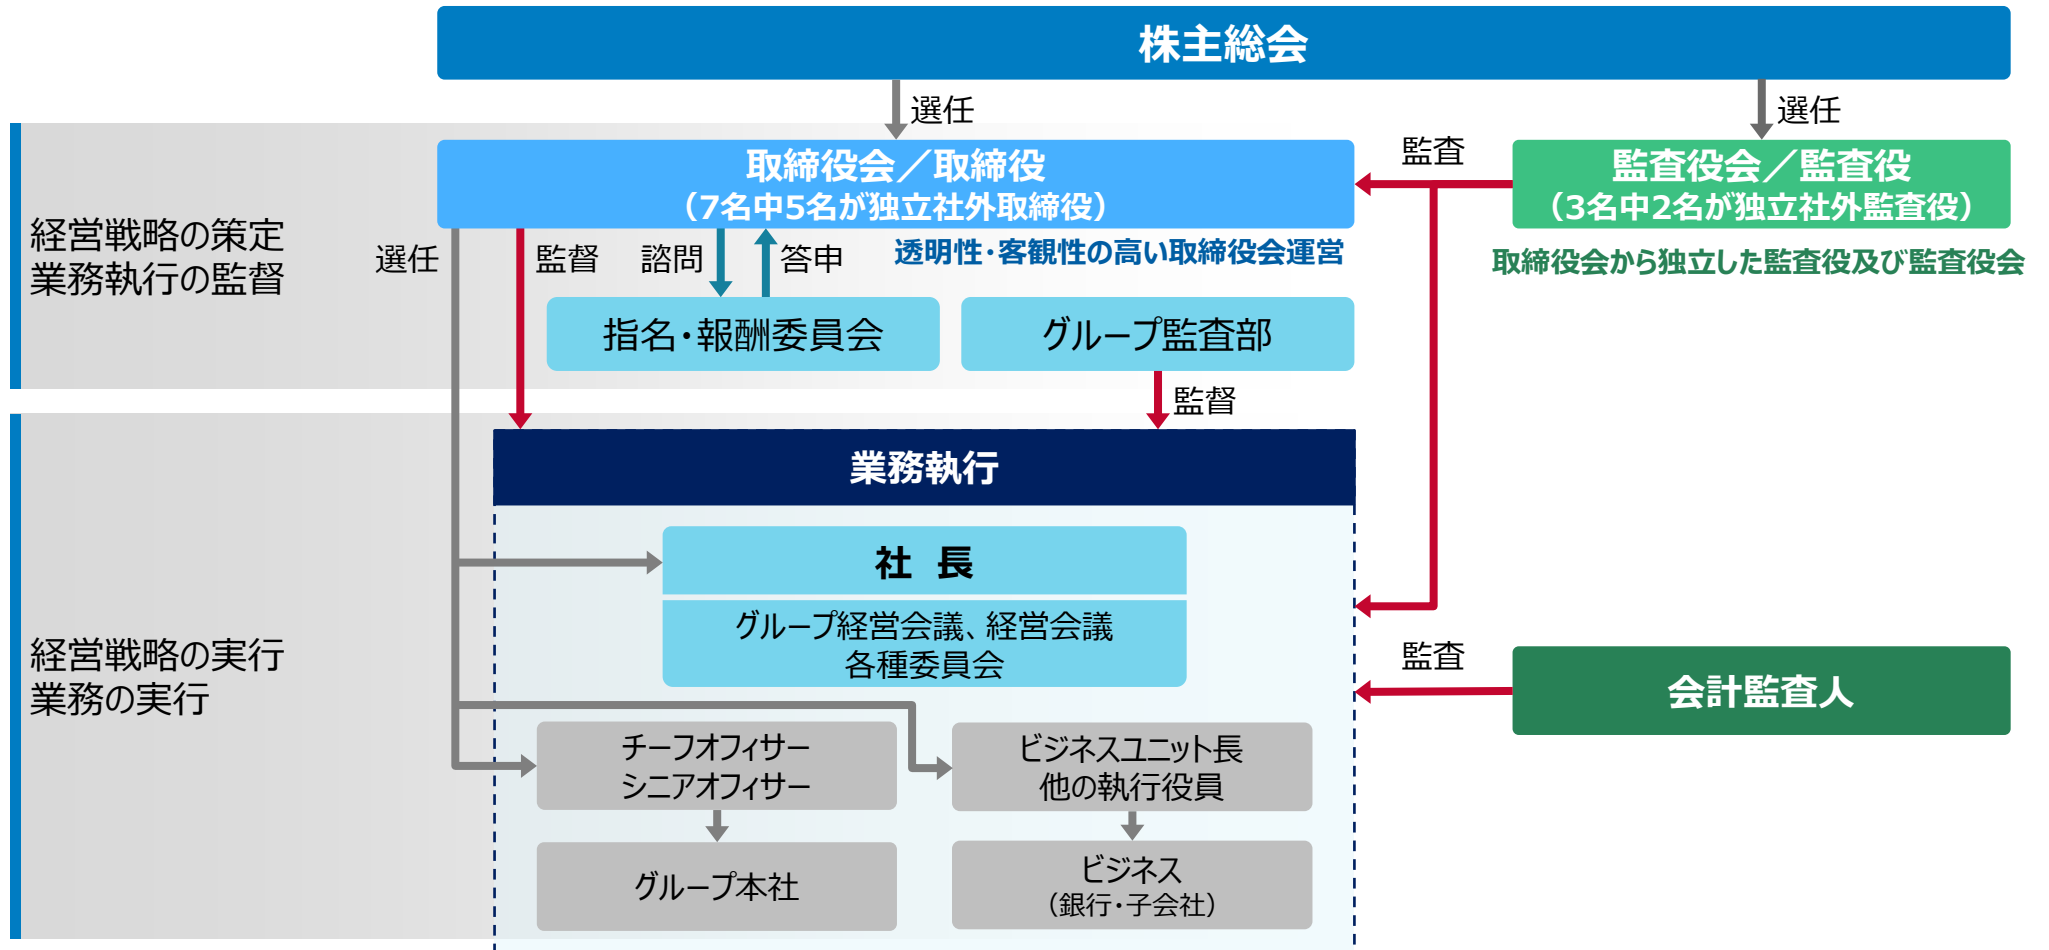 株主総会
選任
選任
取締役会／取締役
（7名中5名が独立社外取締役）
監査
監査役会／監査役
（3名中2名が独立社外監査役）
経営戦略の策定
業務執行の監督
選任
監督
諮問
答申
透明性・客観性の高い取締役会運営
取締役会から独立した監査役及び監査役会
指名・報酬委員会
グループ監査部
監督
業務執行
社 長
グループ経営会議、経営会議
各種委員会
経営戦略の実行
業務の実行
監査
会計監査人
チーフオフィサー
シニアオフィサー
ビジネスユニット長
他の執行役員
グループ本社
ビジネス
（銀行・子会社）